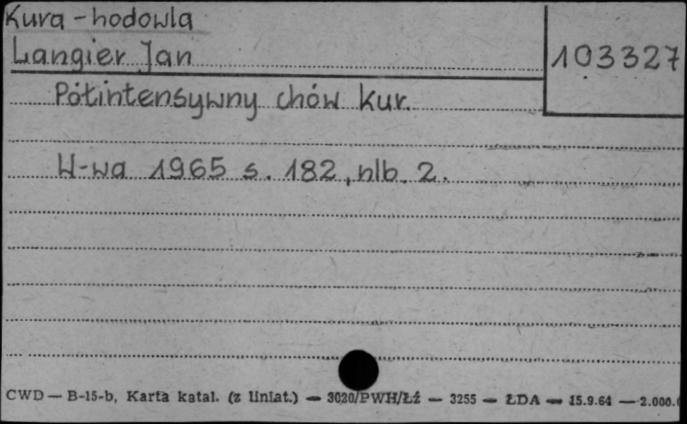 Kura - hodowla
Langier Jan 103327
Półintensywny chów kur.
W-wa 1965 s. 182, nlb. 2.
CWD — B-15-b, Karta katal. (z liniat.) — 3020/PWH/Łź — 3255 — ŁDA — 15.9.64 — 2.000.